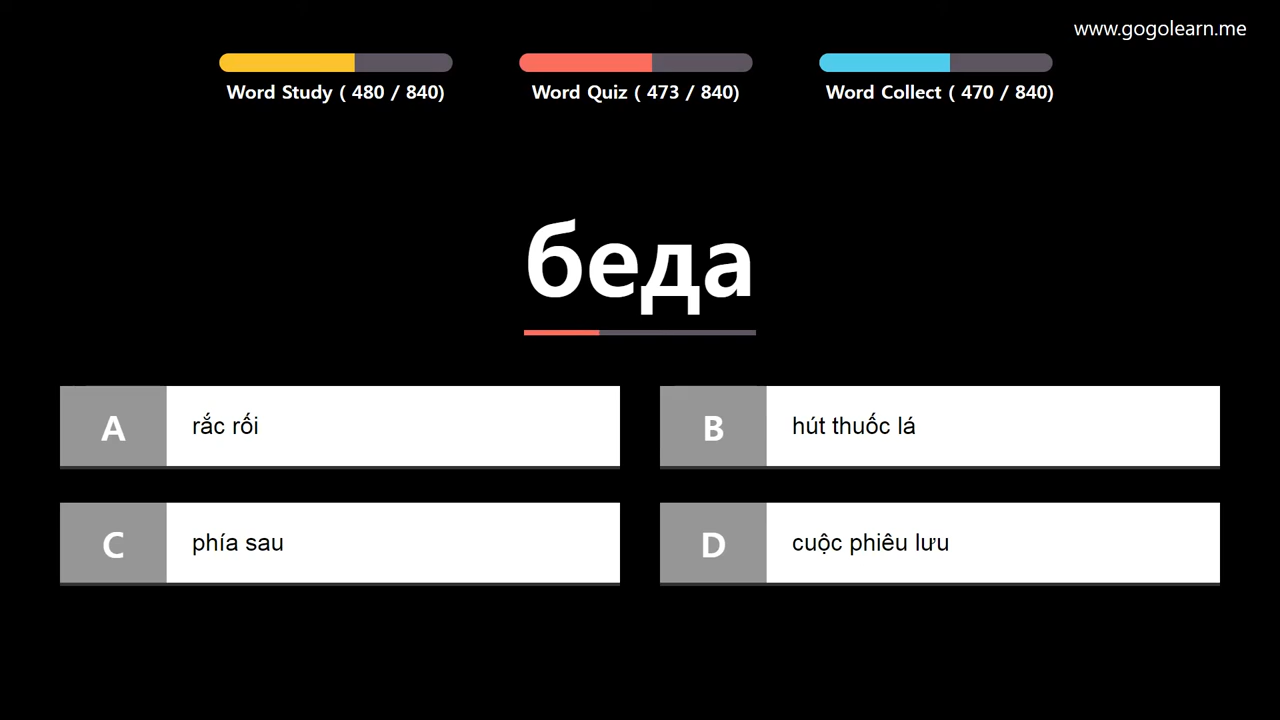 www.gogolearn.me
Word Study ( 480 / 840)
Word Quiz ( 473 / 840)
Word Collect ( 470 / 840)
беда
A rắc rối
B hút thuốc lá
C phía sau
D cuộc phiêu lưu